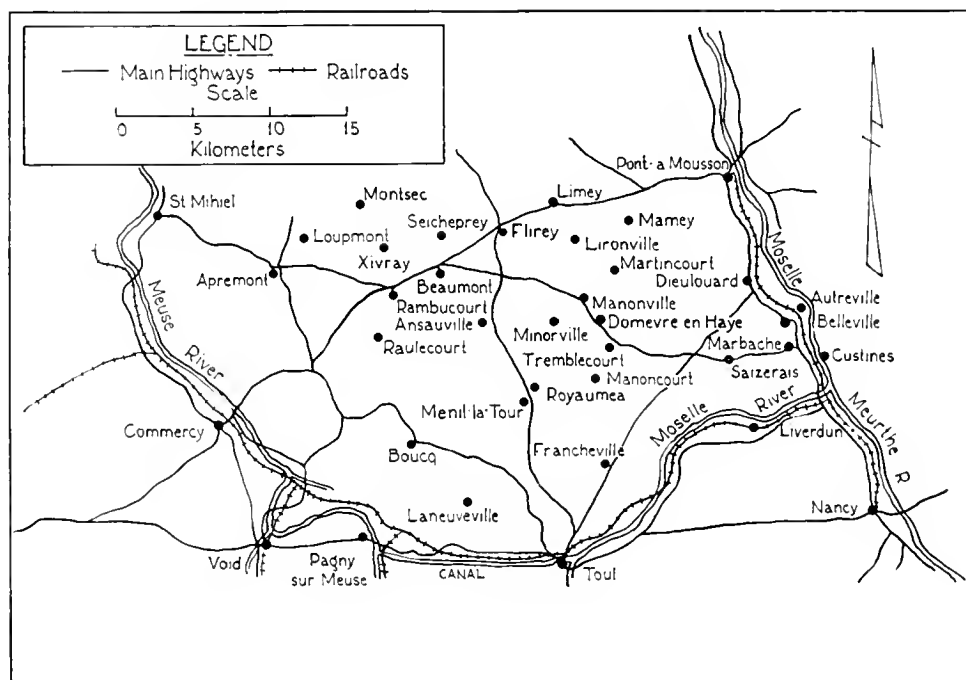 LEGEND
Main Highways Railroads
Scale
0 5 10 15
Kilometers
Pont-a Mousson
St Mihiel
Montsec
Limey
Seicheprey
Mamey
Loupmont
Flirey
Lironville
Xivray
Moselle
Martincourt
Apremont
Beaumont
Dieulouard
Meuse
River
Rambucourt
Manonville
Autreville
Ansauville
Minorville
Domevre en Haye
Belleville
Raulecourt
Marbache
Tremblecourt
Saizerais
Custines
Manoncourt
Royaumea
Menil-la-Tour
Moselle River
Meurthe R
Commercy
Boucq
Francheville
Liverdun
Laneuveville
Nancy
Void
Pagny
sur Meuse
CANAL
Toul